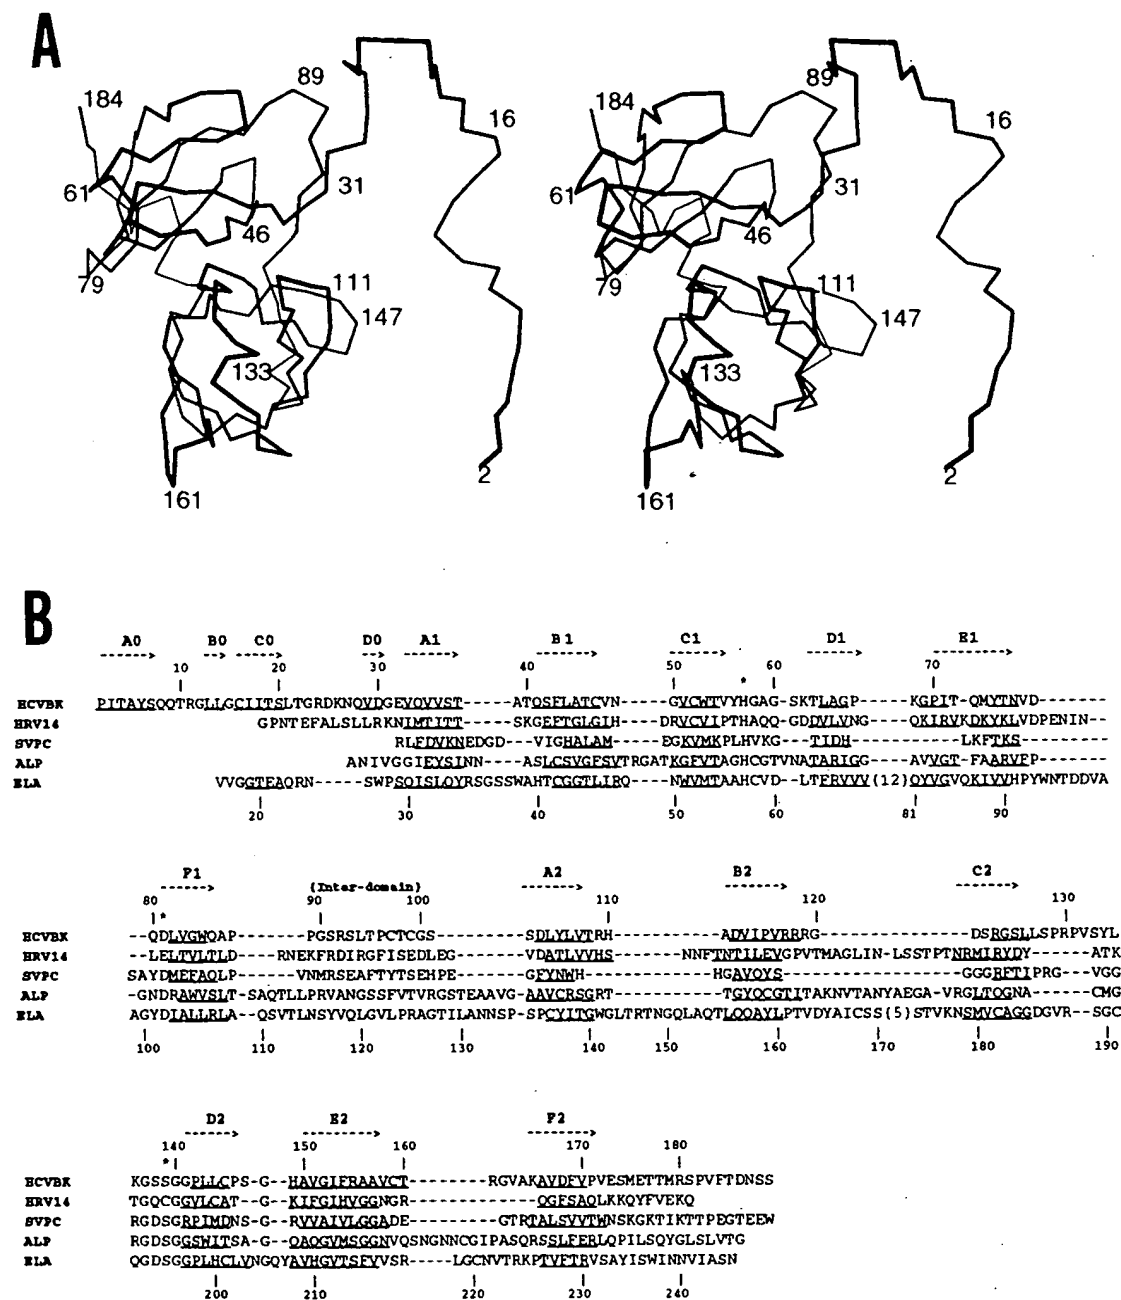 A
184 89 16 61 46 31 79 111 147 133 161 2
184 89 16 61 46 31 79 111 147 133 161 2
B
A0 B0 C0 D0 A1 B1 C1 D1 E1
10 20 30 40 50 * 60 70
HCVBK PITAYSQQTRGLLGCIITSLTGRDKNQVDGEVQVVST-----ATQSFLATCVN-----GVCWTVYHGAG-SKTLAGP-----KGPIT-QMYTNVD-------
HRV14 GPNTEFALSLLRKNIMTITT-----SKGEFTGLGIH-----DRVCVIPTHAQQ-GDDVLVNG-----QKIRVKDKYKLVDPENIN--
SVPC RLFDVKNEDGD---VIGHALAM-----EGKVMKPLHVKG---TIDH---------LKFTKS---------
ALP ANIVGGIEYSINN---ASLCSVGFSVTRGATKGFVTAGHCGTVNATARIGG-----AVVGT-FAARVFP--------
ELA VVGGTEAQRN-----SWPSQISLQYRSGSSWAHTCGGTLIRQ----NWVMTAAHCVD--LTFRVVV(12)QYVGVQKIVVHPYWNTDDVA
20 30 40 50 60 81 90
F1 (Inter-domain) A2 B2 C2
80 * 90 100 110 120 130
HCVBK --QDLVGWQAP-------PGSRSLTPCTCGS---------SDLYLVTRH---------ADVIPVRRRG------------DSRGSLLSPRPVSYL
HRV14 --LELTVLTLD----RNEKFRDIRGFISEDLEG-------VDATLVVHS------NNFTNTILEVGPVTMAGLIN-LSSTPTNRMIRYDY------ATK
SVPC SAYDMEFAQLP------VNMRSEAFTYTSEHPE-------GFYNWH----------HGAVQYS------------------GGGRFTIPRG---VGG
ALP -GNDRAWVSLT-SAQTLLPRVANGSSFVTVRGSTEAAVG-AAVCRSGRT----------TGYQCGTITAKNVTANYAEGA-VRGLTQGNA-----CMG
ELA AGYDIALLRLA--QSVTLNSYVQLGVLPRAGTILANNSP-SPCYITGWGLTRTNGQLAQTLQQAYLPTVDYAICSS(5)STVKNSMVCAGGDGVR---SGC
100 110 120 130 140 150 160 170 180 190
D2 E2 F2
* 140 150 160 170 180
HCVBK KGSSGGPLLCPS-G--HAVGIFRAAVCT--------RGVAKAVDFVPVESMETTMRSPVFTDNSS
HRV14 TGQCGGVLCAT--G--KIFGIHVGGNGR-------------QGFSAQLKKQYFVEKQ
SVPC RGDSGRPIMDNS-G--RVVAIVLGGADE---------GTRTALSVVTWNSKGKTIKTTPEGTEEW
ALP RGDSGGSWITSA-G--QAQGVMSGGNVQSNGNNCGIPASQRSSLFERLQPILSQYGLSLVTG
ELA QGDSGGPLHCLVNGQYAVHGVTSFVSR-----LGCNVTRKPTVFTRVSAYISWINNVIASN
200 210 220 230 240